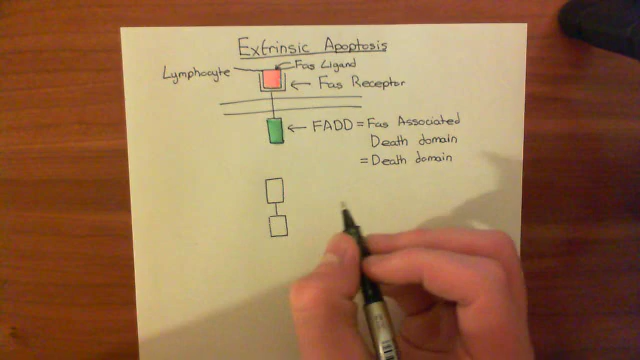 Extrinsic Apoptosis
Fas Ligand
Lymphocyte
Fas Receptor
FADD = Fas Associated
Death domain
= Death domain